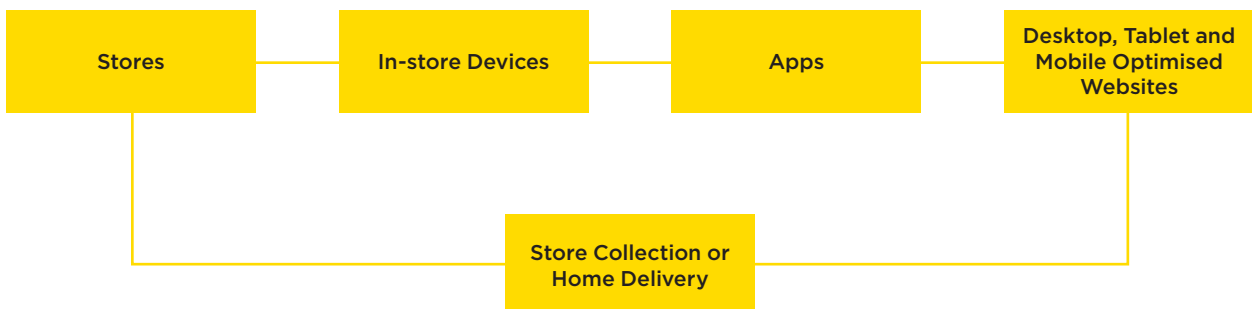 Stores
In-store Devices
Apps
Desktop, Tablet and
Mobile Optimised
Websites
Store Collection or
Home Delivery